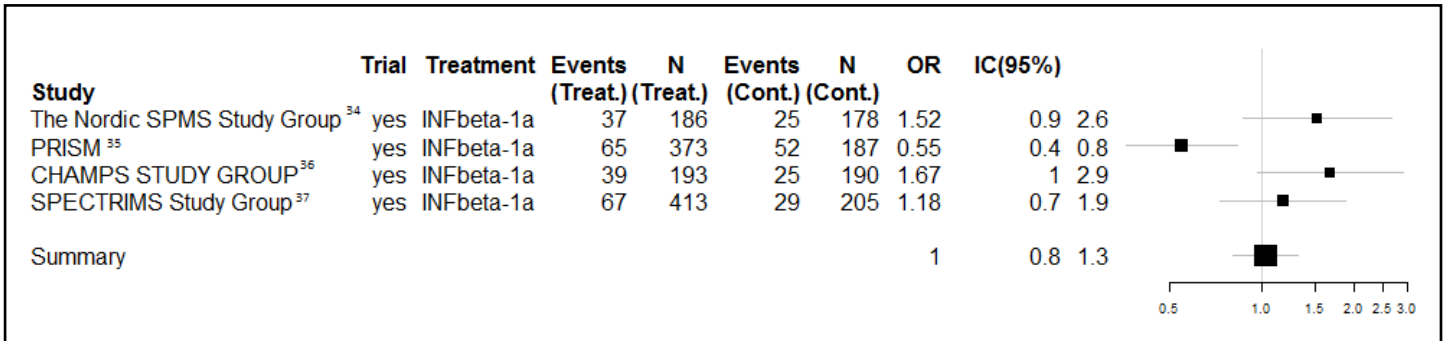 Trial Treatment Events N Events N OR IC(95%)
Study (Treat.) (Treat.) (Cont.) (Cont.)
The Nordic SPMS Study Group 34 yes INFbeta-1a 37 186 25 178 1.52 0.9 2.6
PRISM 35 yes INFbeta-1a 65 373 52 187 0.55 0.4 0.8
CHAMPS STUDY GROUP 36 yes INFbeta-1a 39 193 25 190 1.67 1 2.9
SPECTRIMS Study Group 37 yes INFbeta-1a 67 413 29 205 1.18 0.7 1.9
Summary 1 0.8 1.3
0.5 1.0 1.5 2.0 2.5 3.0